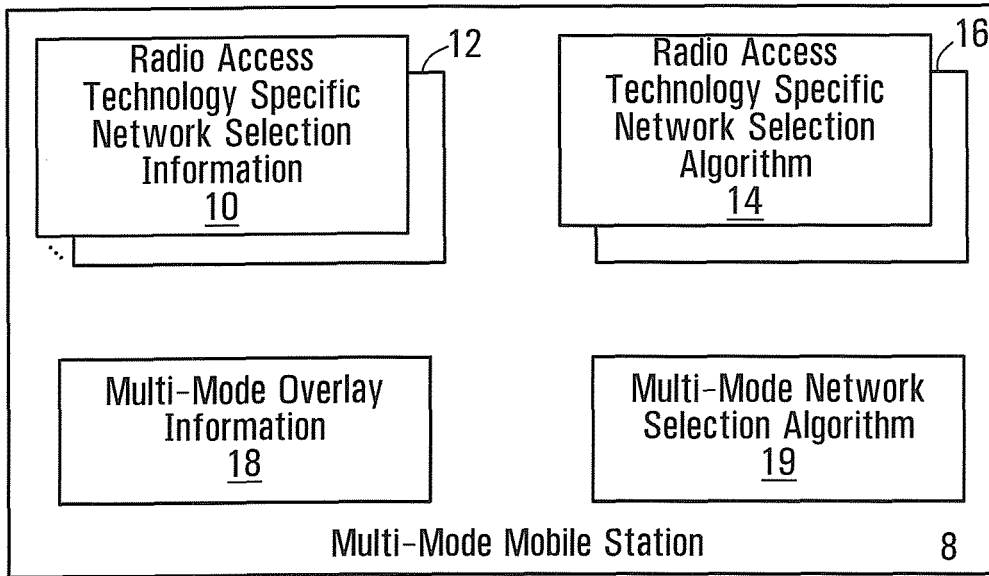 Radio Access
Technology Specific
Network Selection
Information
10
12
Radio Access
Technology Specific
Network Selection
Algorithm
14
16
Multi-Mode Overlay
Information
18
Multi-Mode Network
Selection Algorithm
19
Multi-Mode Mobile Station
8